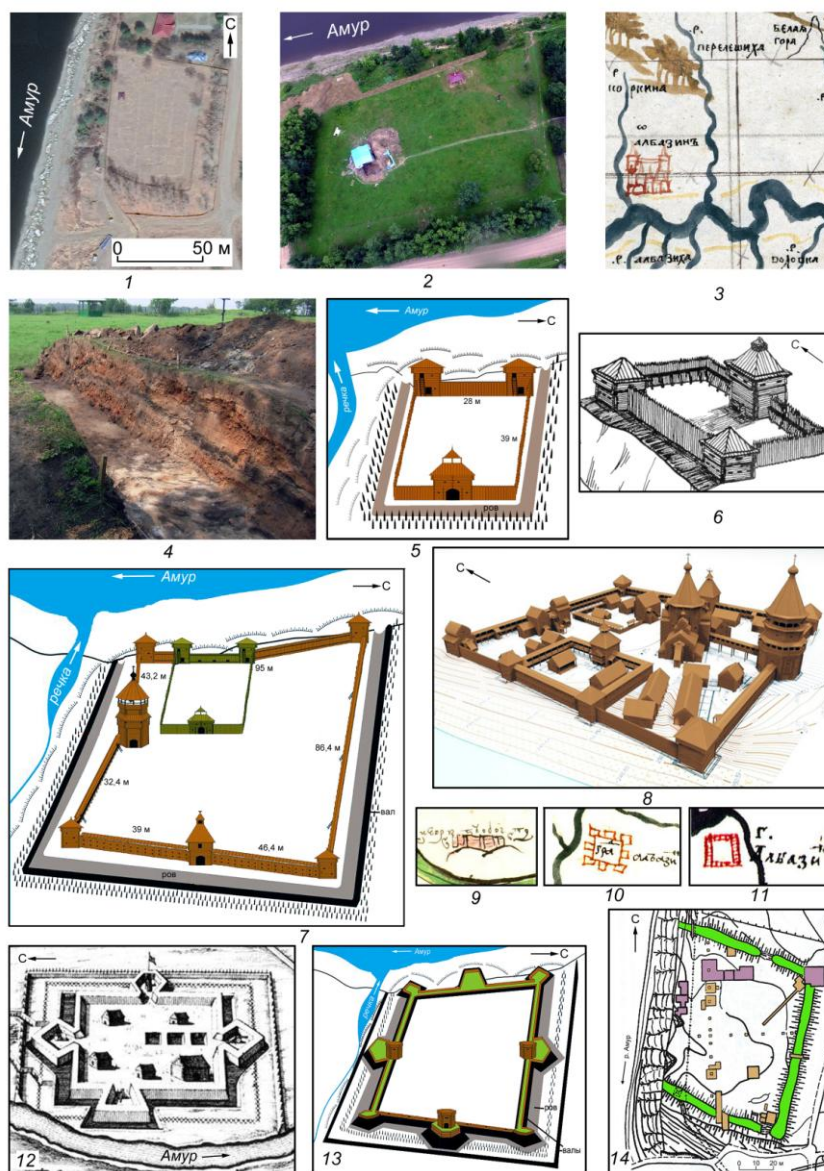 С
Амур
0 50 м
1
Амур
2
БЕЛАЯ
ГОРА
ПЕРЕЛЕШИХА
АЛБАЗИНЪ
3
4
Амур
С
речка
28 м
39 м
ров
5
С
6
Амур
С
речка
43,2 м
95 м
86,4 м
32,4 м
39 м
46,4 м
вал
ров
7
С
8
9
10
11
С
Амур
12
Амур
С
речка
ров
валы
13
С
р. Амур
0 10 20 м
14